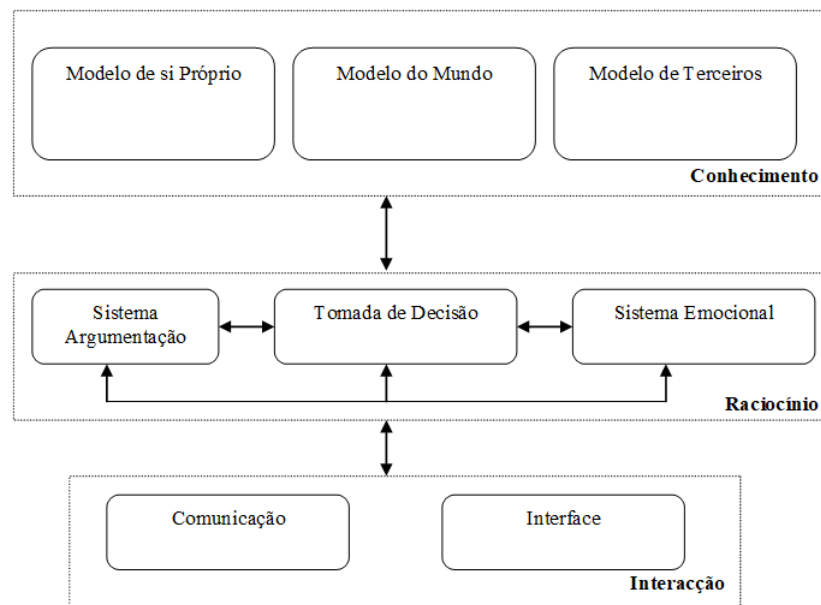 Modelo de si Próprio
Modelo do Mundo
Modelo de Terceiros
Conhecimento
Sistema
Argumentação
Tomada de Decisão
Sistema Emocional
Raciocínio
Comunicação
Interface
Interacção